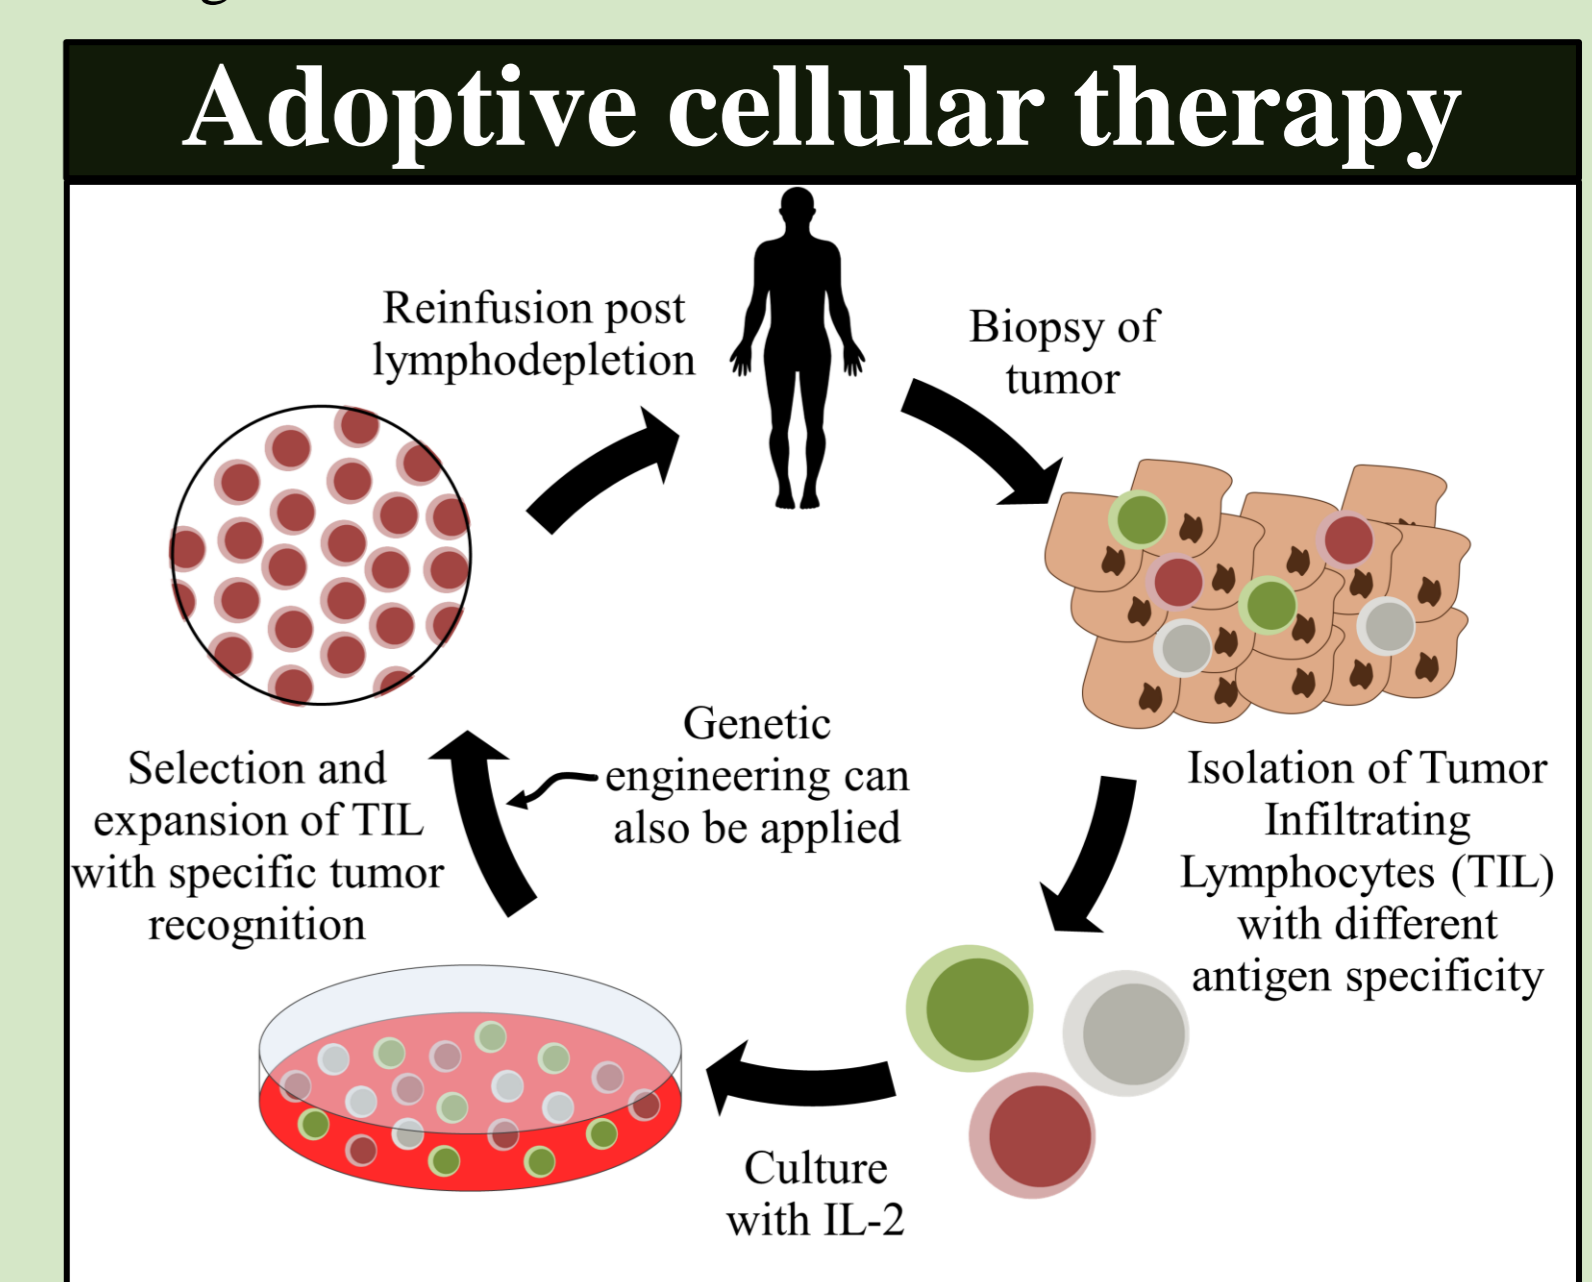 Adoptive cellular therapy
Reinfusion post
lymphodepletion
Biopsy of
tumor
Genetic
engineering can
also be applied
Selection and
expansion of TIL
with specific tumor
recognition
Isolation of Tumor
Infiltrating
Lymphocytes (TIL)
with different
antigen specificity
Culture
with IL-2